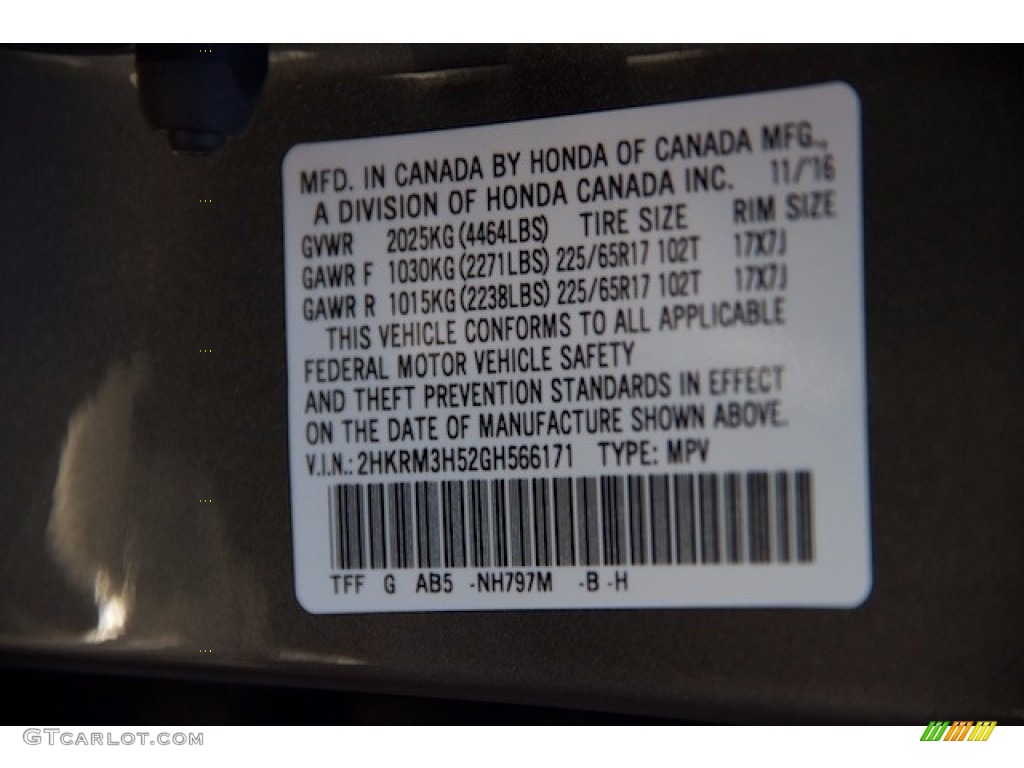 MFD. IN CANADA BY HONDA OF CANADA MFG.,
A DIVISION OF HONDA CANADA INC. 11/'16
GVWR 2025KG (4464LBS) TIRE SIZE RIM SIZE
GAWR F 1030KG (2271LBS) 225/65R17 102T 17X7J
GAWR R 1015KG (2238LBS) 225/65R17 102T 17X7J
THIS VEHICLE CONFORMS TO ALL APPLICABLE
FEDERAL MOTOR VEHICLE SAFETY
AND THEFT PREVENTION STANDARDS IN EFFECT
ON THE DATE OF MANUFACTURE SHOWN ABOVE.
V.I.N.: 2HKRM3H52GH566171 TYPE: MPV
TFF G AB5 -NH797M -B -H
GTCARLOT.COM